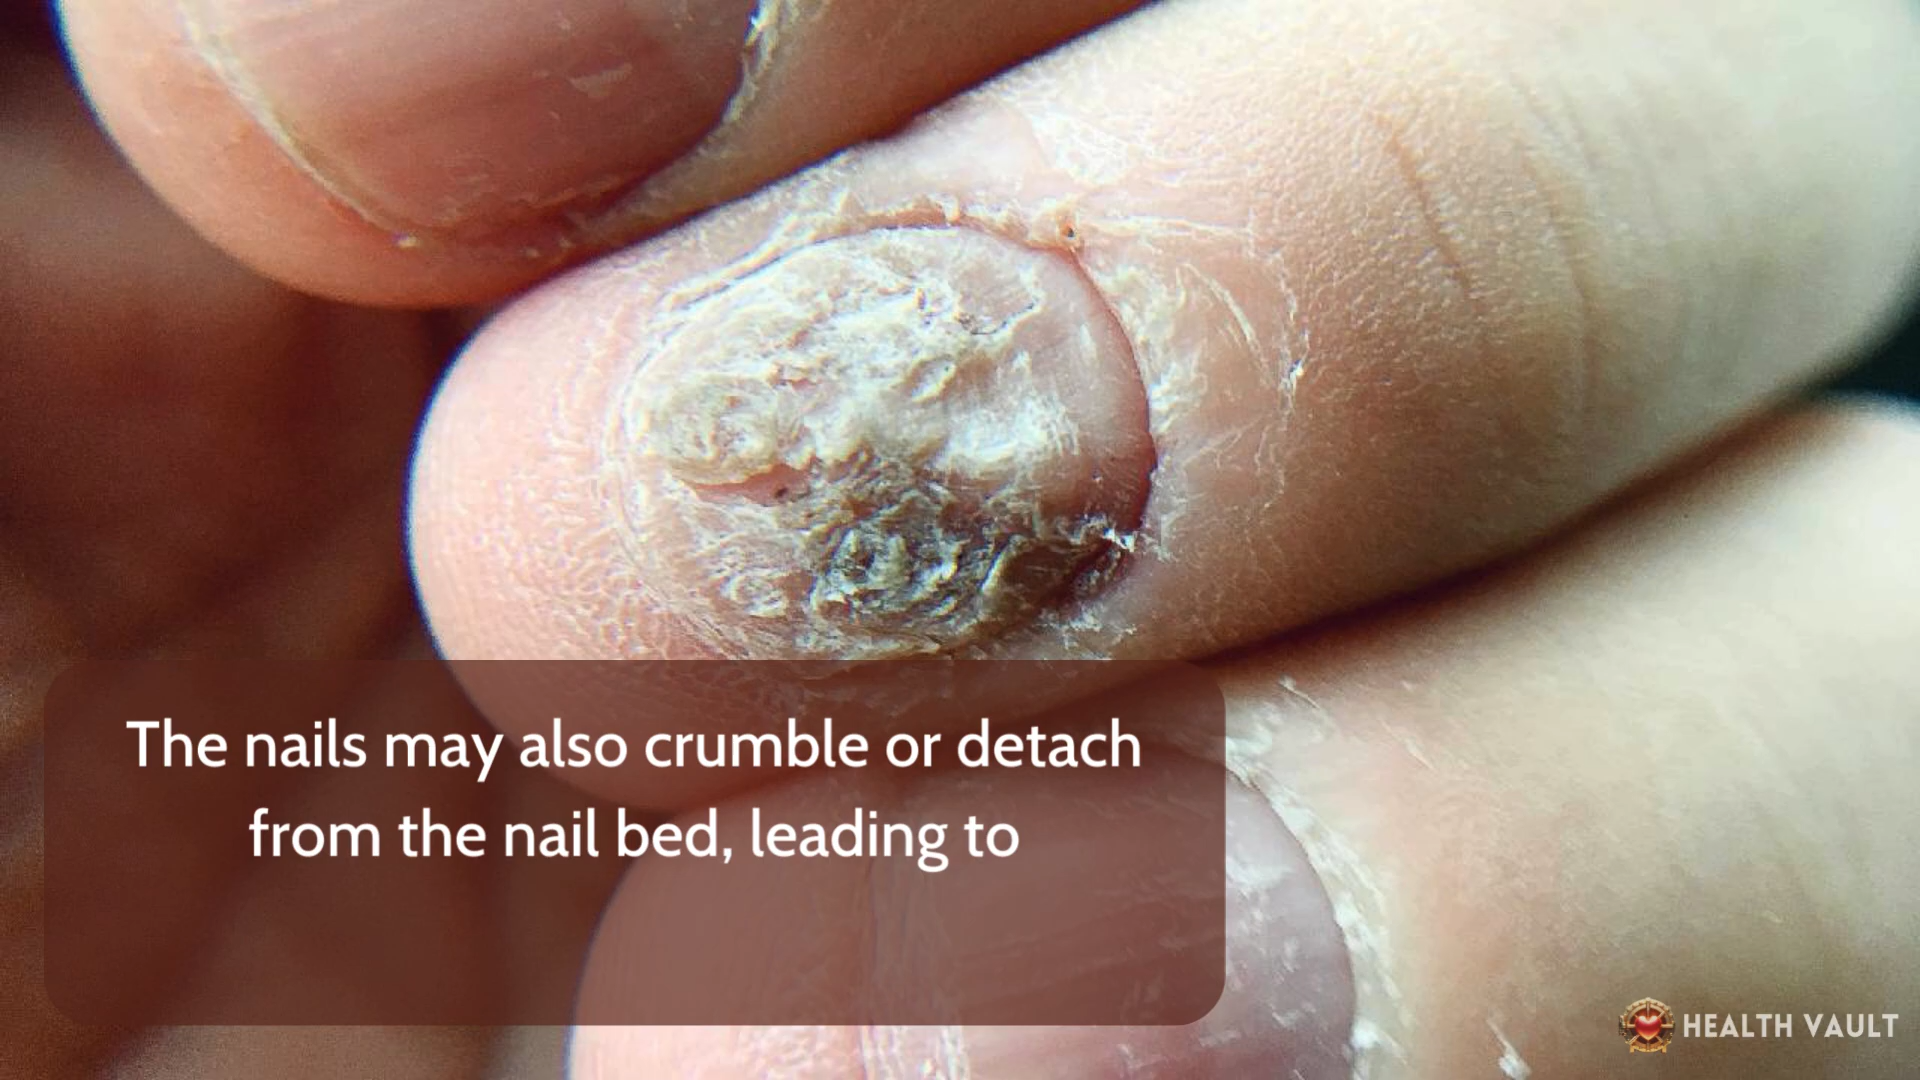 The nails may also crumble or detach
from the nail bed, leading to
HEALTH VAULT